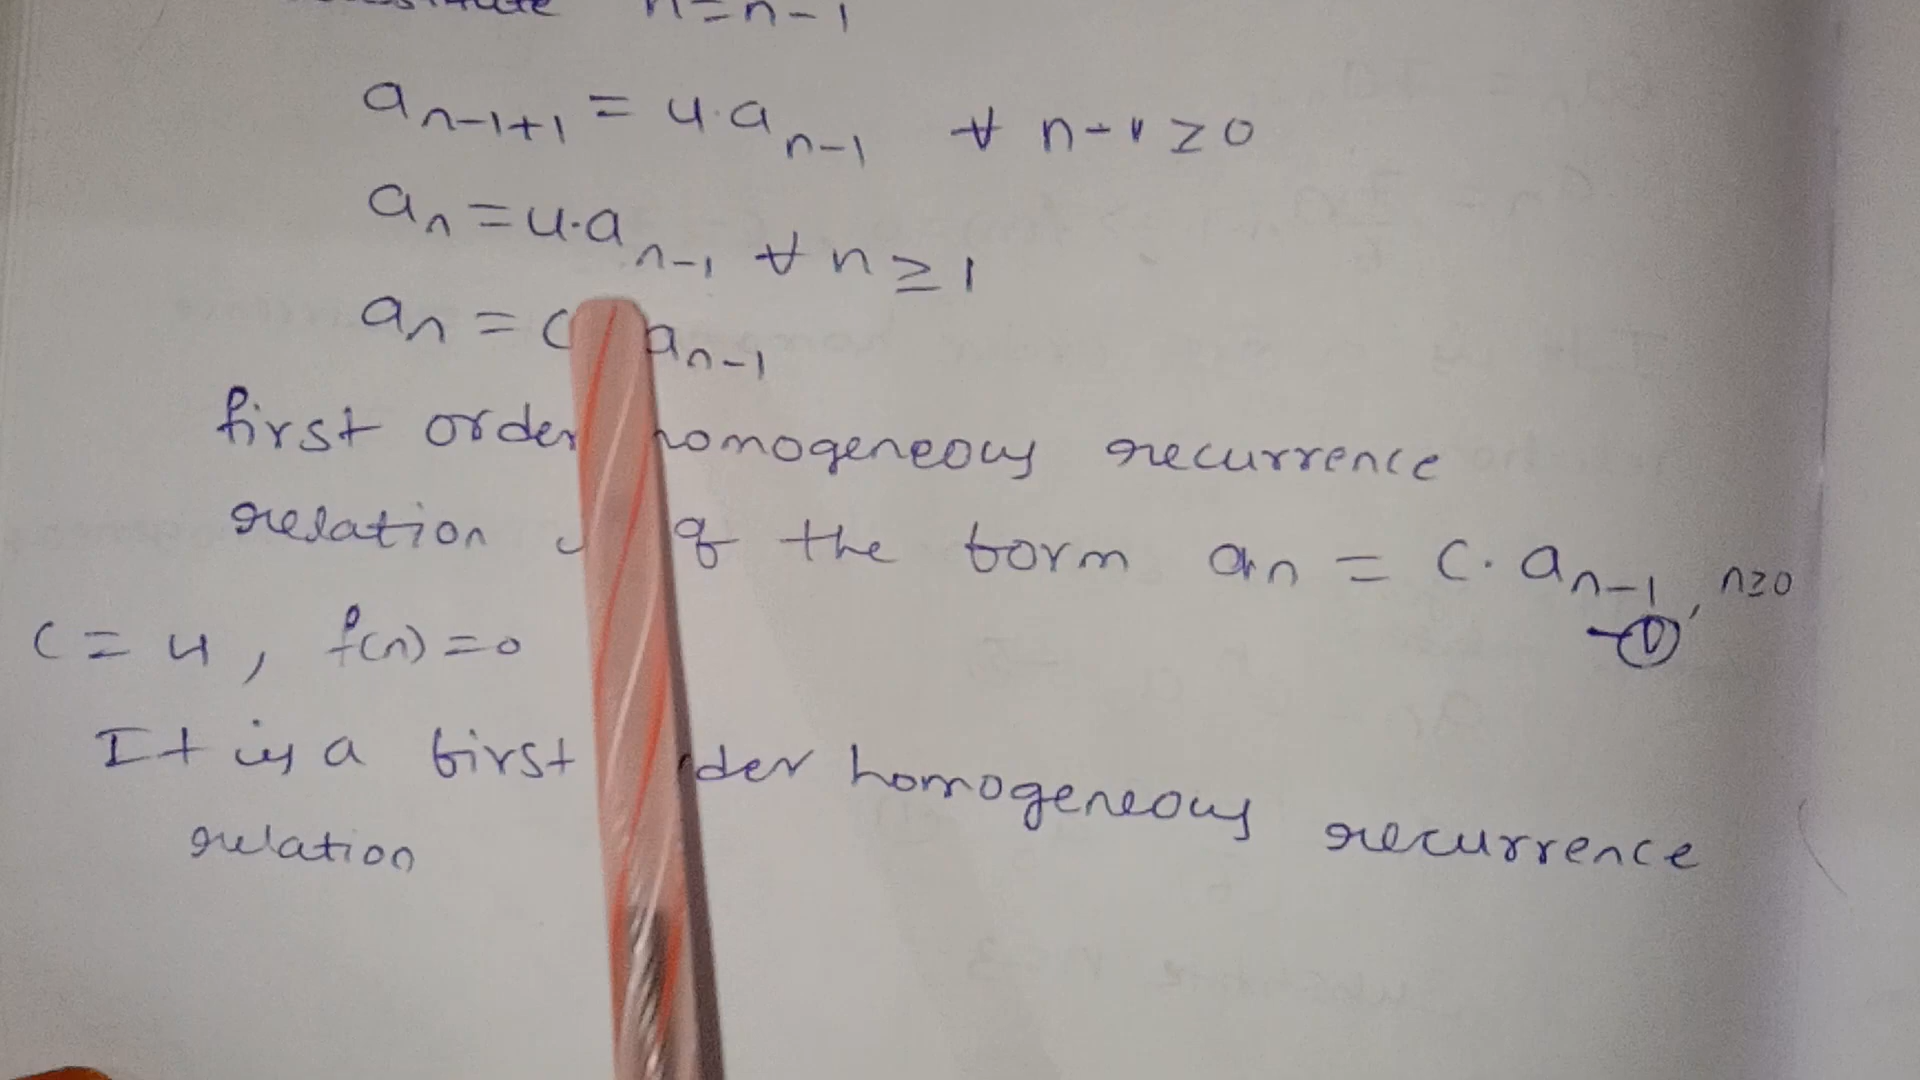 n=n-1
a_{n-1+1} = 4.a_{n-1} ∀ n-1≥0
a_n = 4.a_{n-1} ∀ n≥1
a_n = c a_{n-1}
first order homogeneous recurrence
relation of the form a_n = c. a_{n-1}, n≥0
①
c = 4, f(n) = 0
It is a first order homogeneous recurrence
relation